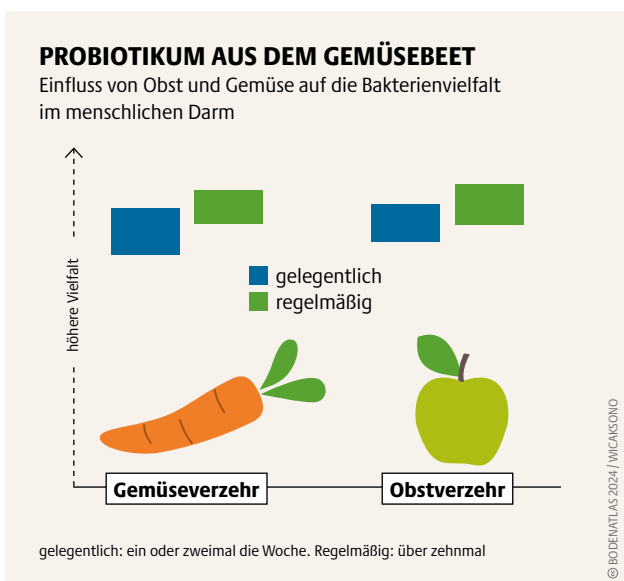 PROBIOTIKUM AUS DEM GEMÜSEBEET
Einfluss von Obst und Gemüse auf die Bakterienvielfalt
im menschlichen Darm
höhere Vielfalt
gelegentlich
regelmäßig
Gemüseverzehr
Obstverzehr
gelegentlich: ein oder zweimal die Woche. Regelmäßig: über zehnmal
© BODENATLAS 2024 / WICAKSONO